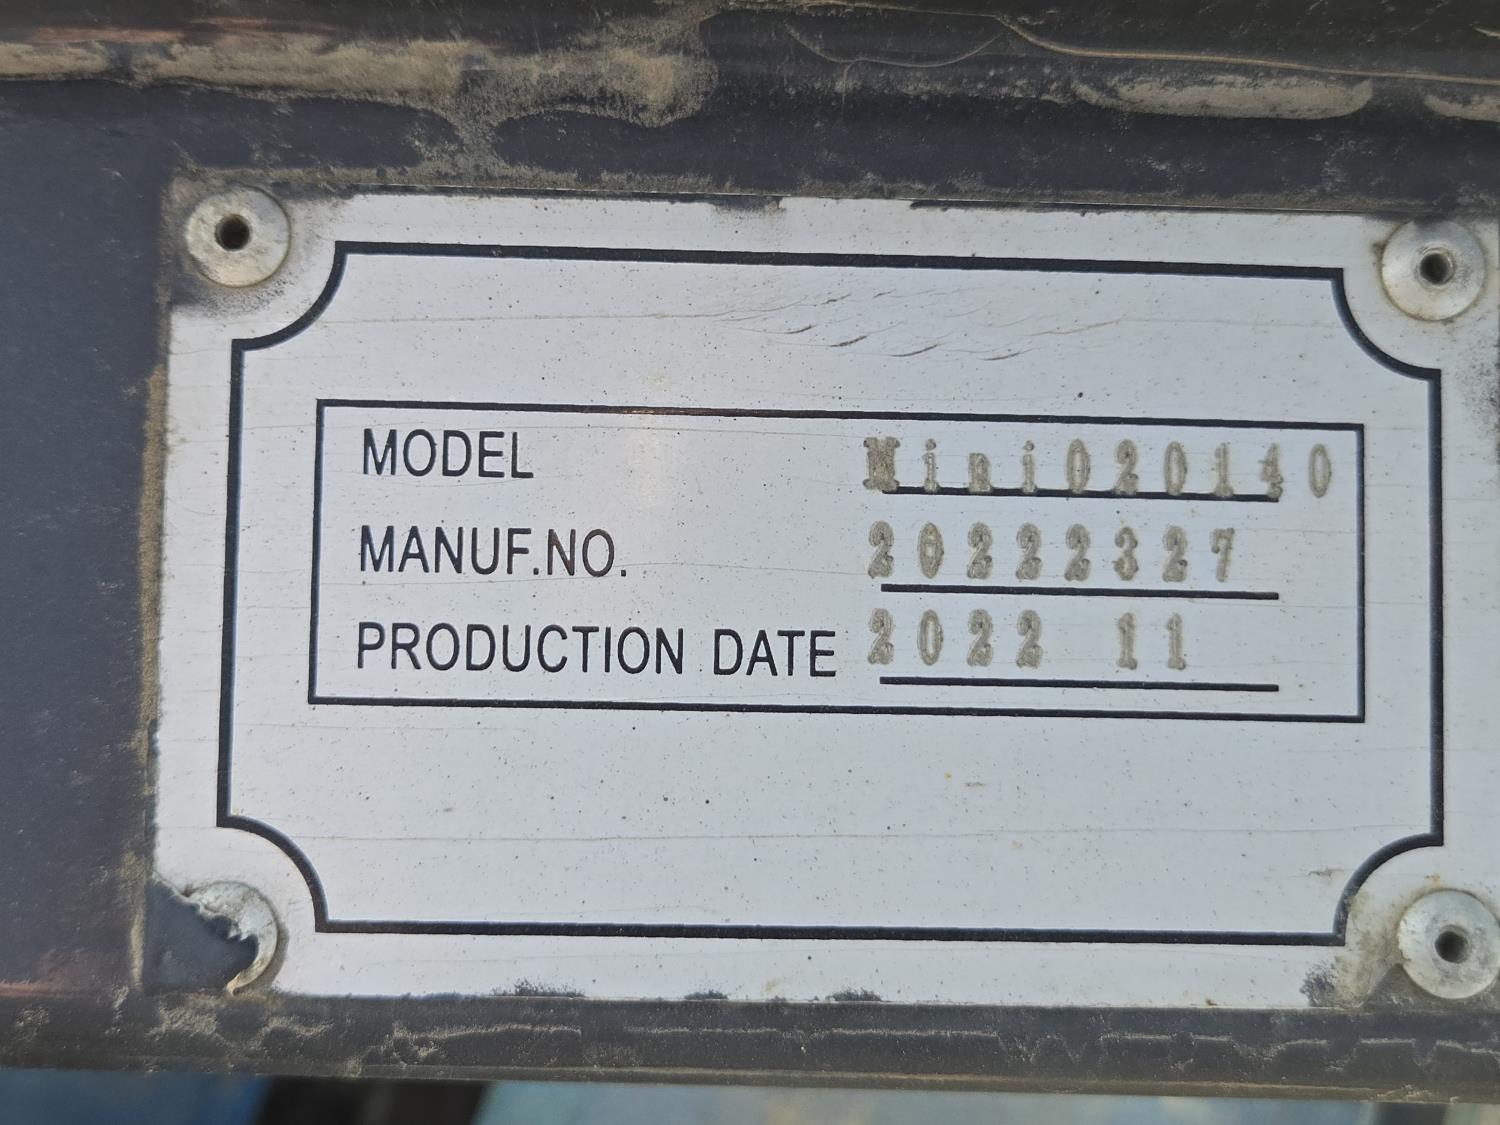 MODEL Mini020140
MANUF.NO. 20222327
PRODUCTION DATE 2022 11